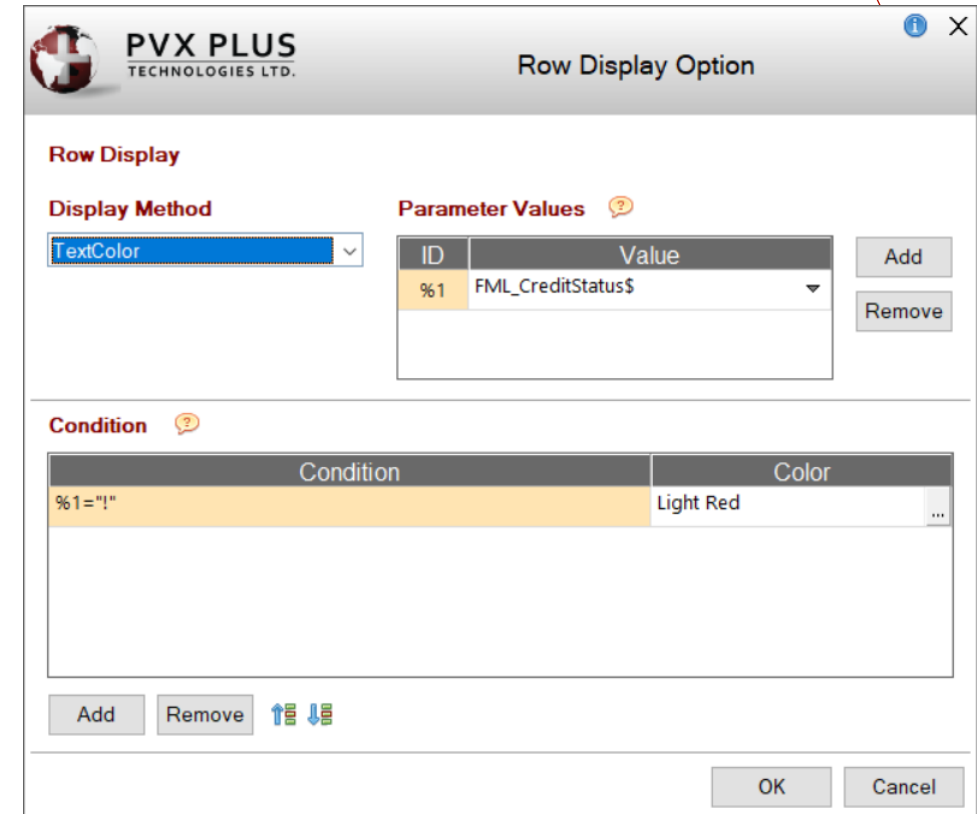 PVX PLUS
TECHNOLOGIES LTD.
Row Display Option
Row Display
Display Method
Parameter Values
TextColor
ID Value
%1 FML_CreditStatus$
Add
Remove
Condition
Condition Color
%1="!" Light Red ...
Add Remove
OK Cancel